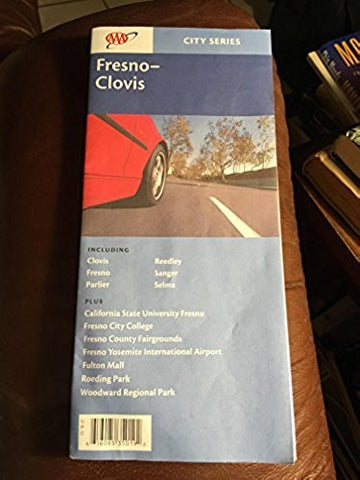 AAA
CITY SERIES
Fresno–
Clovis
INCLUDING
Clovis
Fresno
Parlier
Reedley
Sanger
Selma
PLUS
California State University Fresno
Fresno City College
Fresno County Fairgrounds
Fresno Yosemite International Airport
Fulton Mall
Roeding Park
Woodward Regional Park